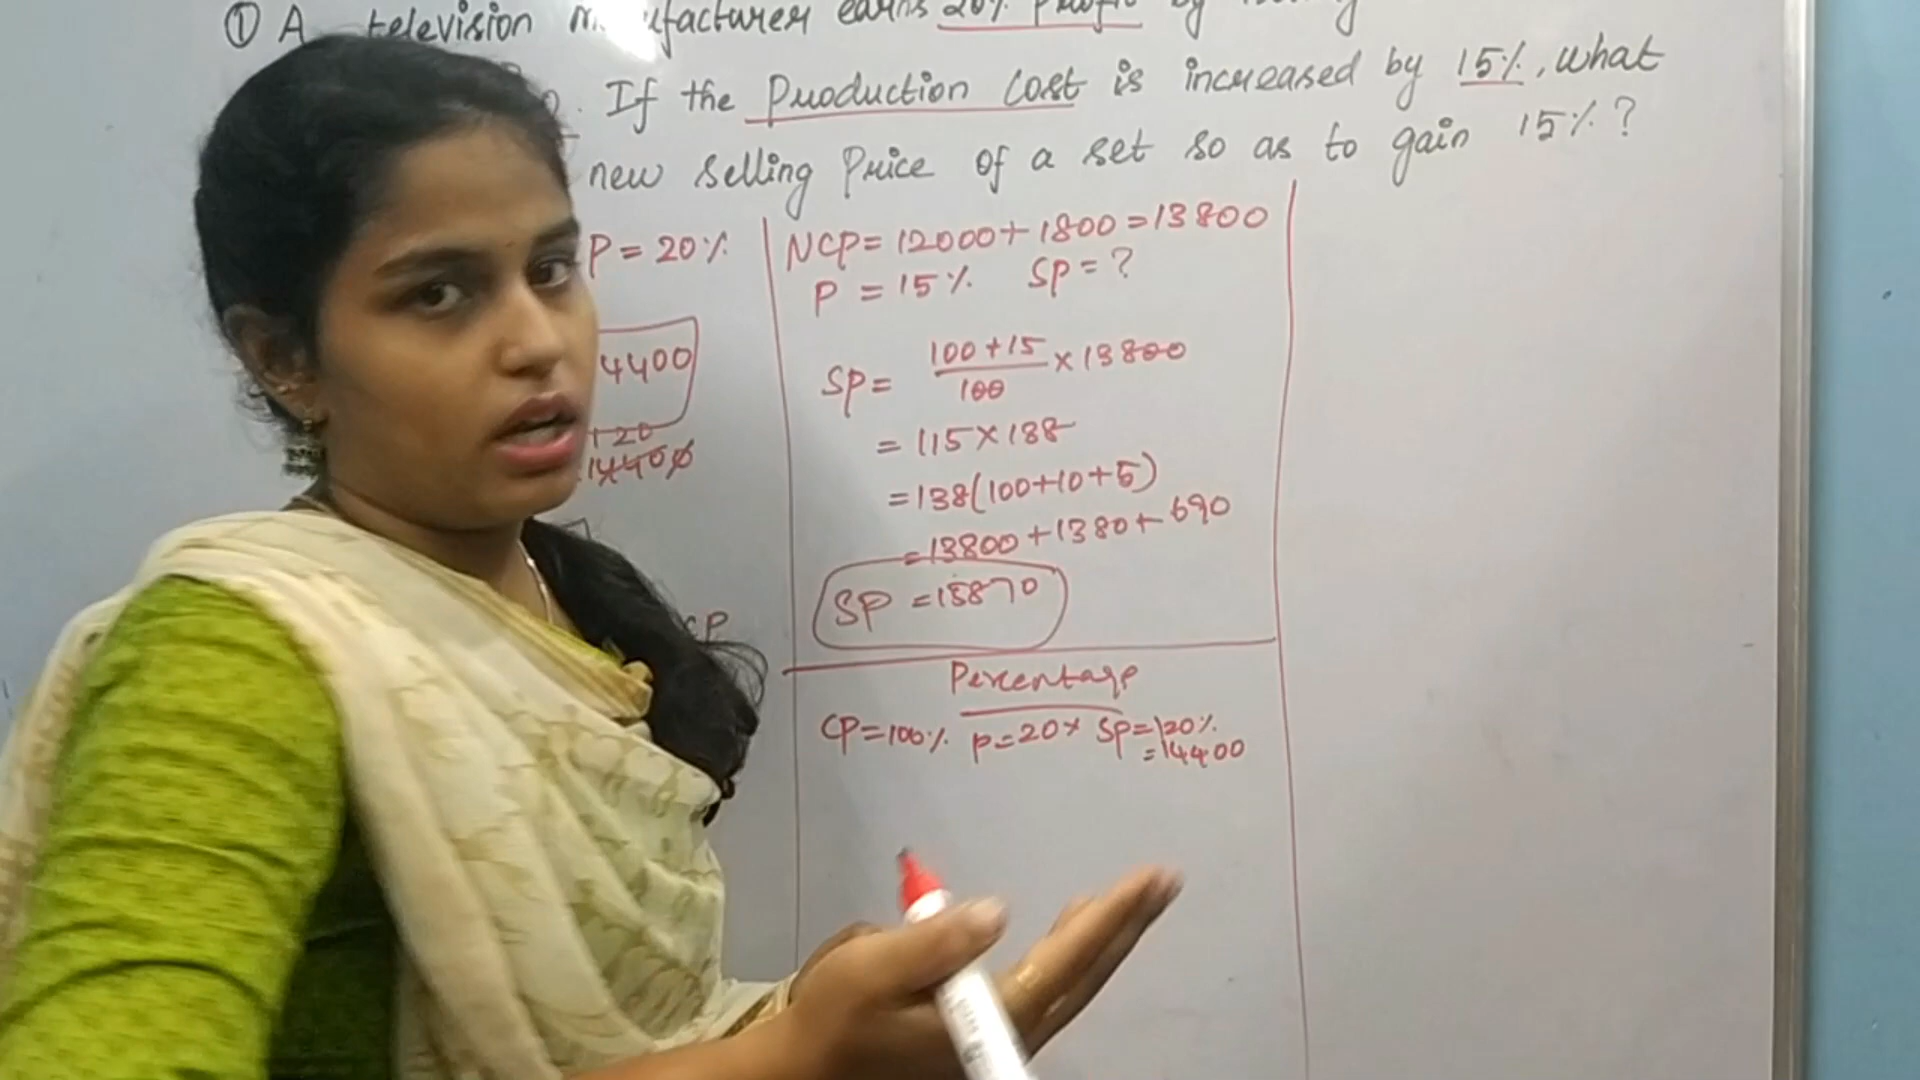 ① A television manufacturer earns 20% profit by
If the Production Cost is increased by 15%, what
new selling Price of a set so as to gain 15%?
P = 20%
4400
120
14400
CP
NCP = 12000 + 1800 = 13800
P = 15% SP = ?
SP = 100 + 15 / 100 × 13800
= 115 × 138
= 138(100+10+5)
= 13800 + 1380 + 690
SP = 15870
Percentage
CP = 100% P = 20% SP = 120%
= 14400